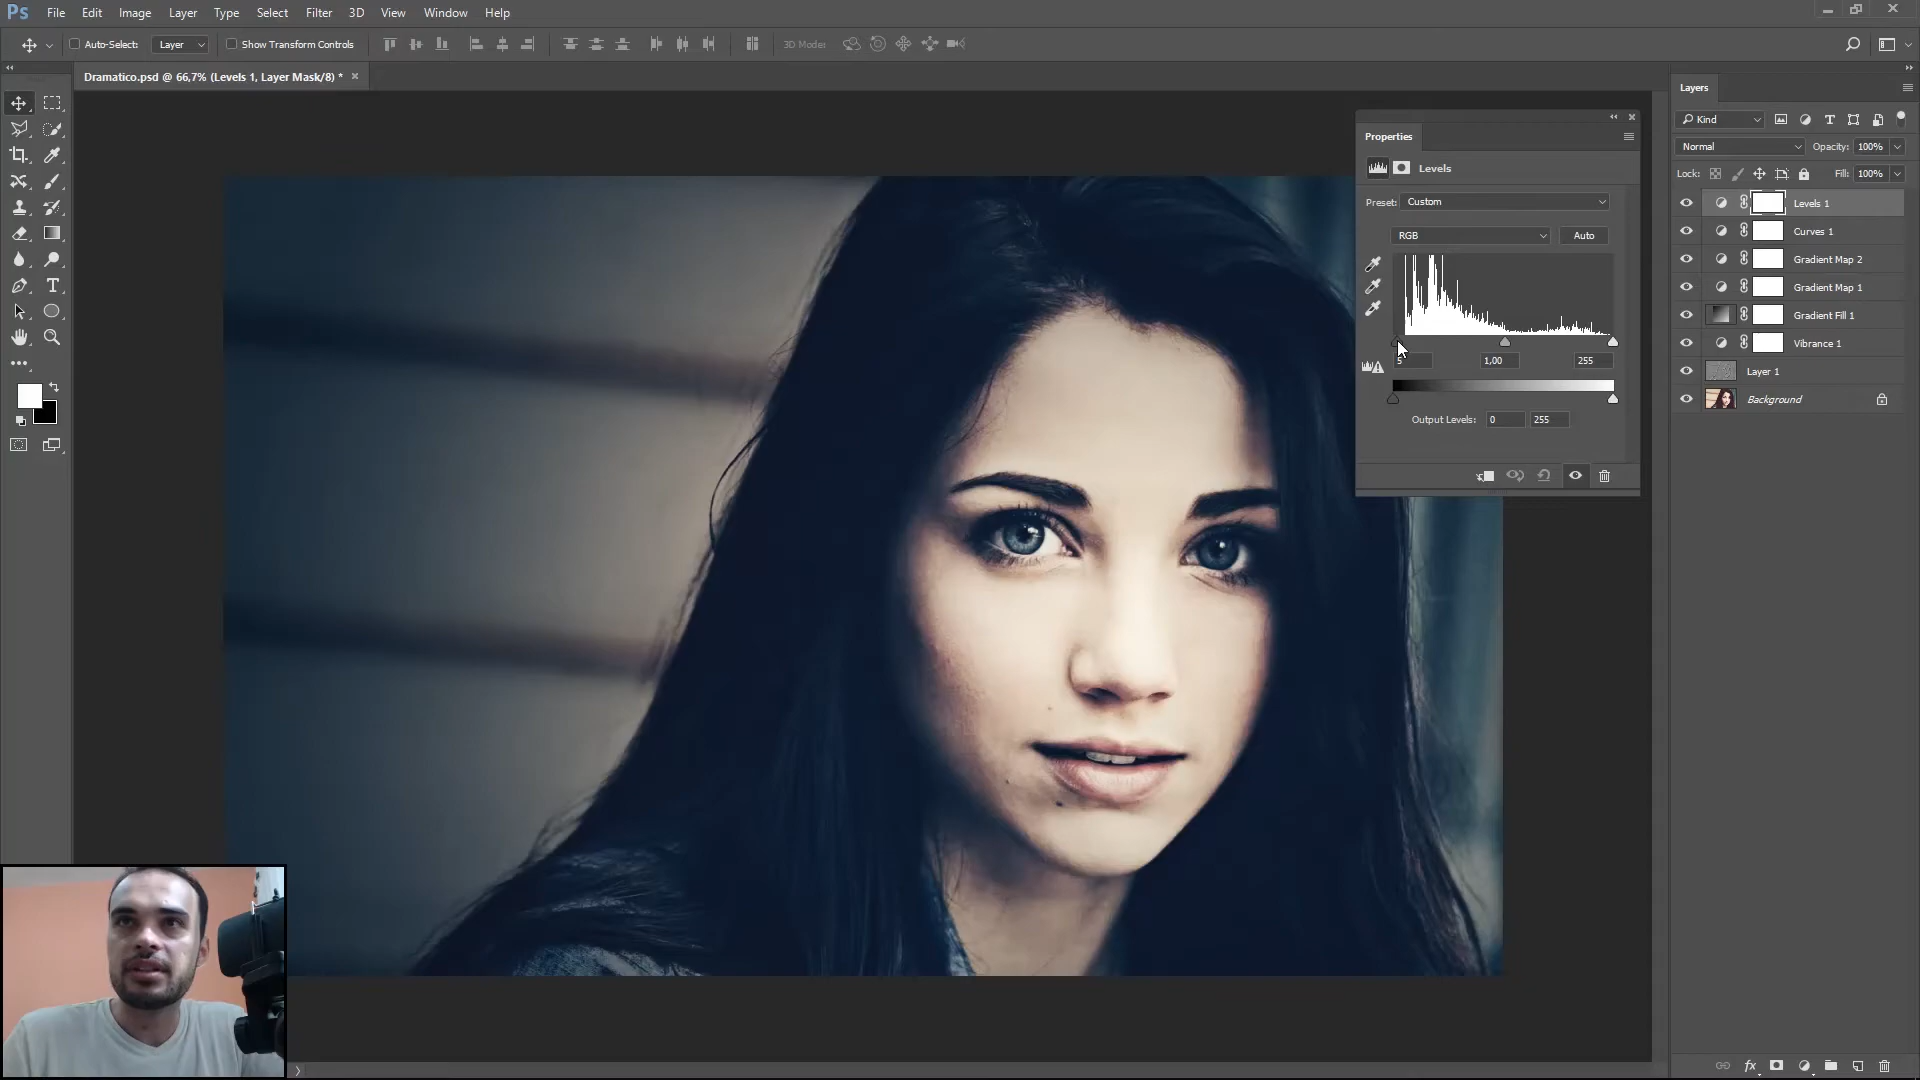 Ps File Edit Image Layer Type Select Filter 3D View Window Help
Auto-Select: Layer Show Transform Controls 3D Mode:
Dramatico.psd @ 66,7% (Levels 1, Layer Mask/8) *
Layers
Kind
Normal Opacity: 100%
Lock: Fill: 100%
Levels 1
Curves 1
Gradient Map 2
Gradient Map 1
Gradient Fill 1
Vibrance 1
Layer 1
Background
Properties
Levels
Preset: Custom
RGB Auto
5 1,00 255
Output Levels: 0 255
T
T
fx